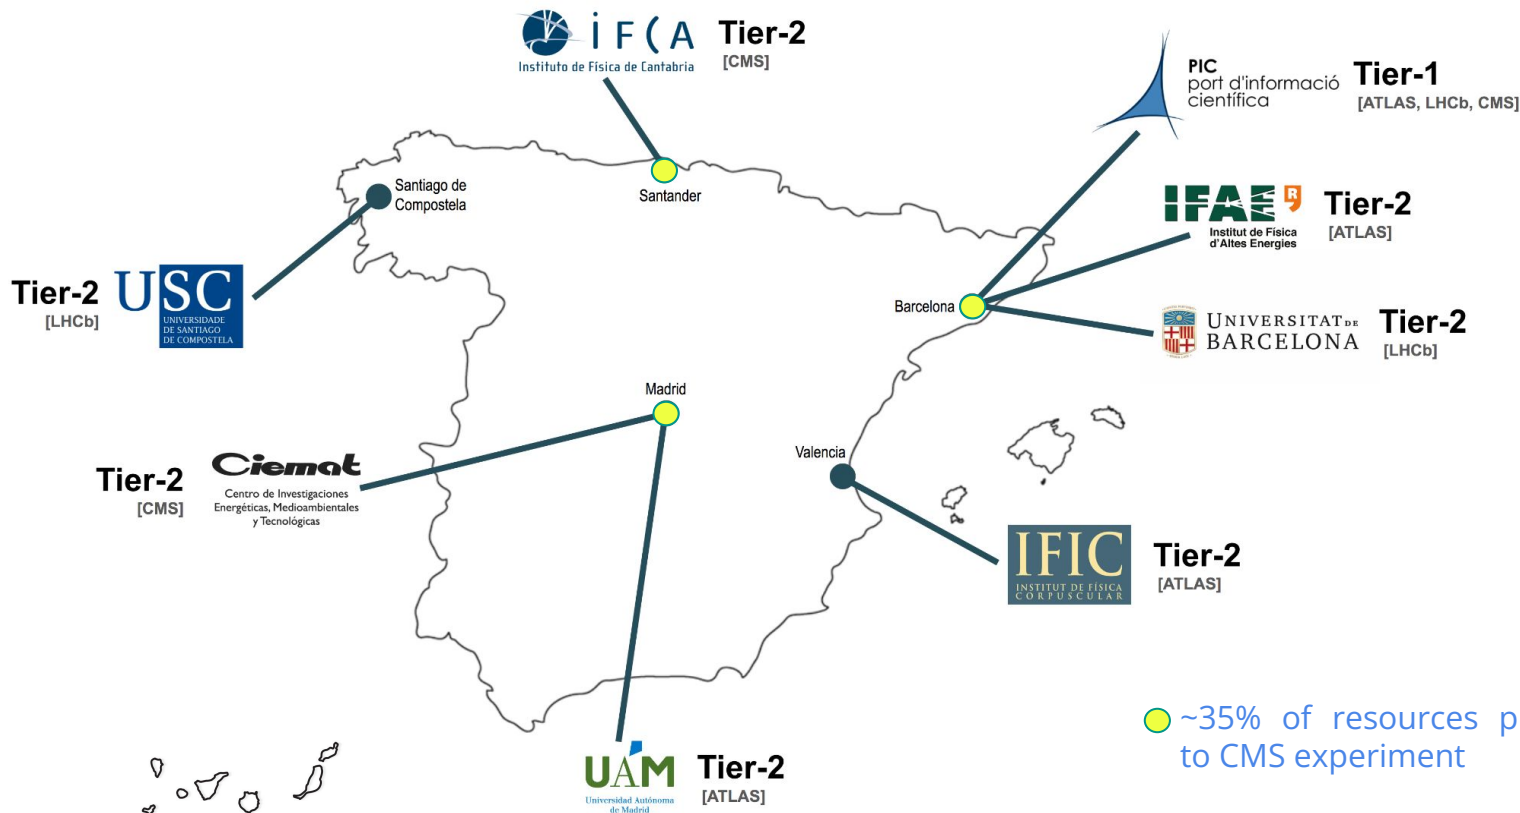 iFCA
Instituto de Física de Cantabria
Tier-2
[CMS]
PIC
port d'informació
científica
Tier-1
[ATLAS, LHCb, CMS]
Santiago de
Compostela
Santander
IFAE R
Institut de Física
d'Altes Energies
Tier-2
[ATLAS]
Tier-2
[LHCb]
USC
UNIVERSIDADE
DE SANTIAGO
DE COMPOSTELA
Barcelona
UNIVERSITAT DE
BARCELONA
Tier-2
[LHCb]
Madrid
Valencia
Tier-2
[CMS]
Ciemat
Centro de Investigaciones
Energéticas, Medioambientales
y Tecnológicas
IFIC
INSTITUT DE FÍSICA
CORPUSCULAR
Tier-2
[ATLAS]
~35% of resources p
to CMS experiment
UAM
Universidad Autónoma
de Madrid
Tier-2
[ATLAS]